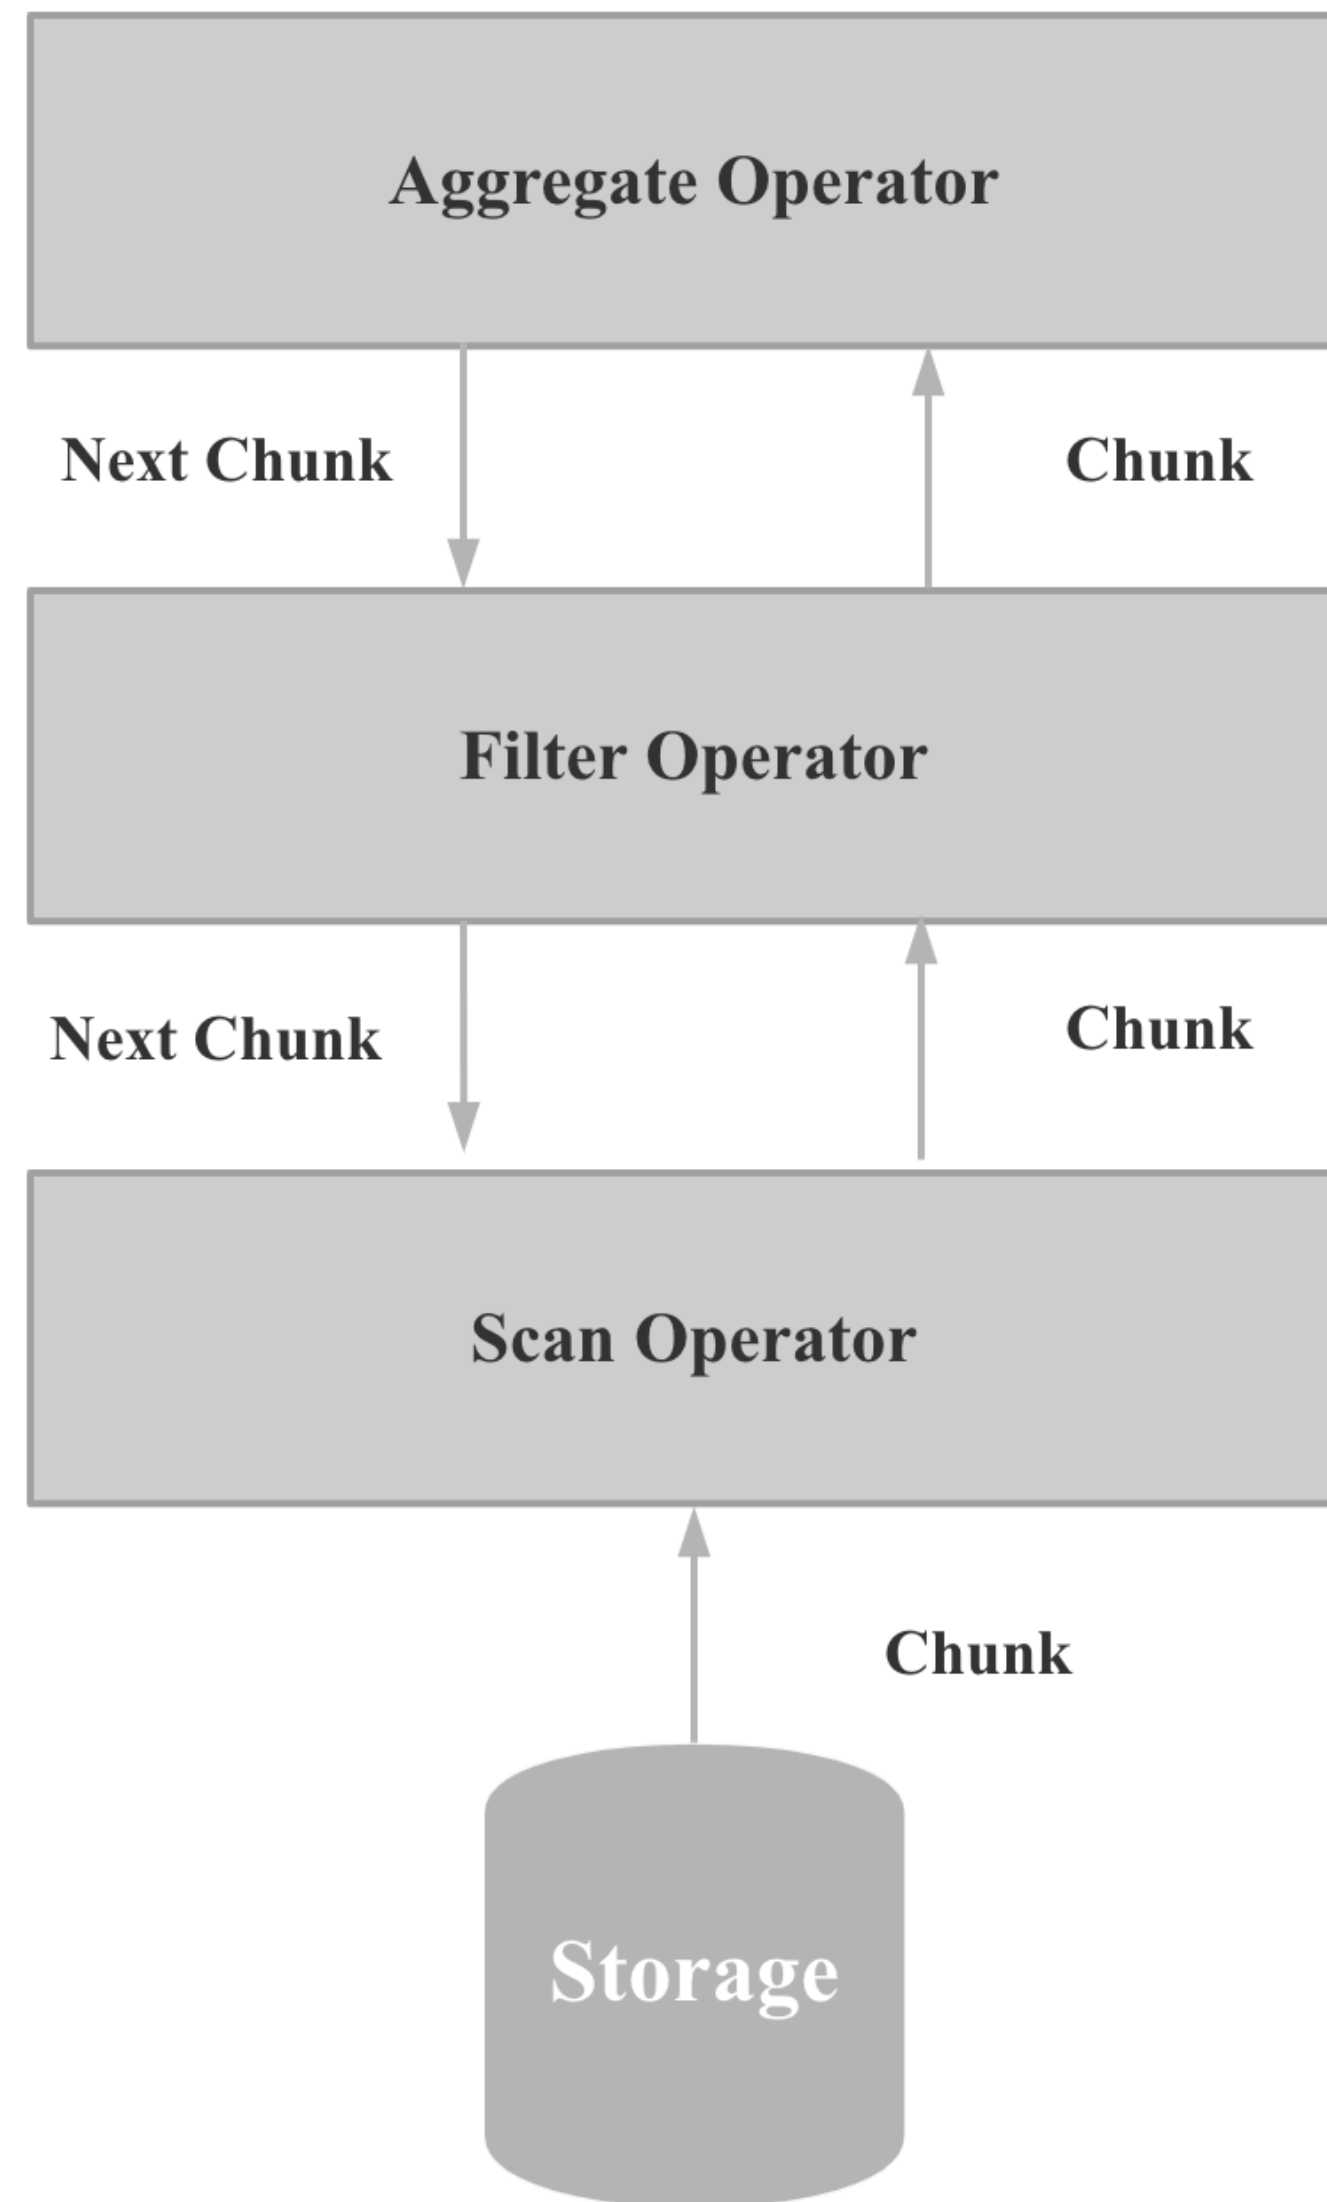 Aggregate Operator
Next Chunk
Chunk
Filter Operator
Next Chunk
Chunk
Scan Operator
Chunk
Storage